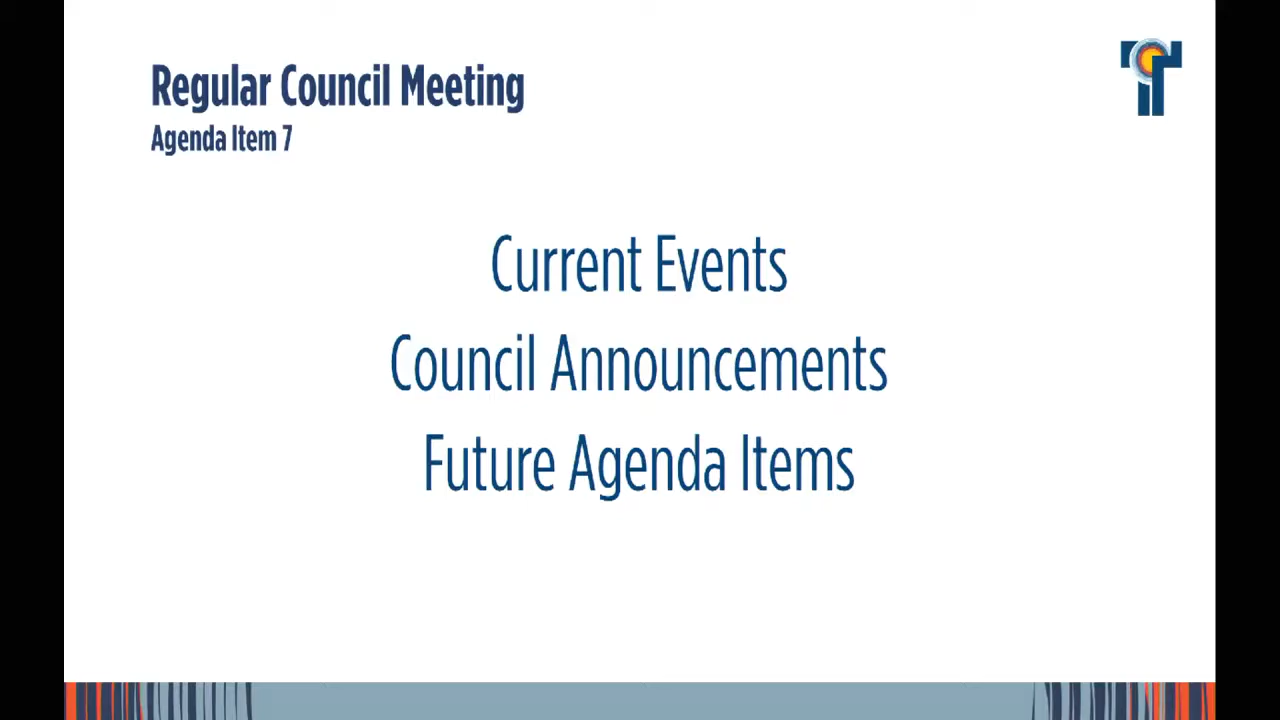 Regular Council Meeting
Agenda Item 7
Current Events
Council Announcements
Future Agenda Items